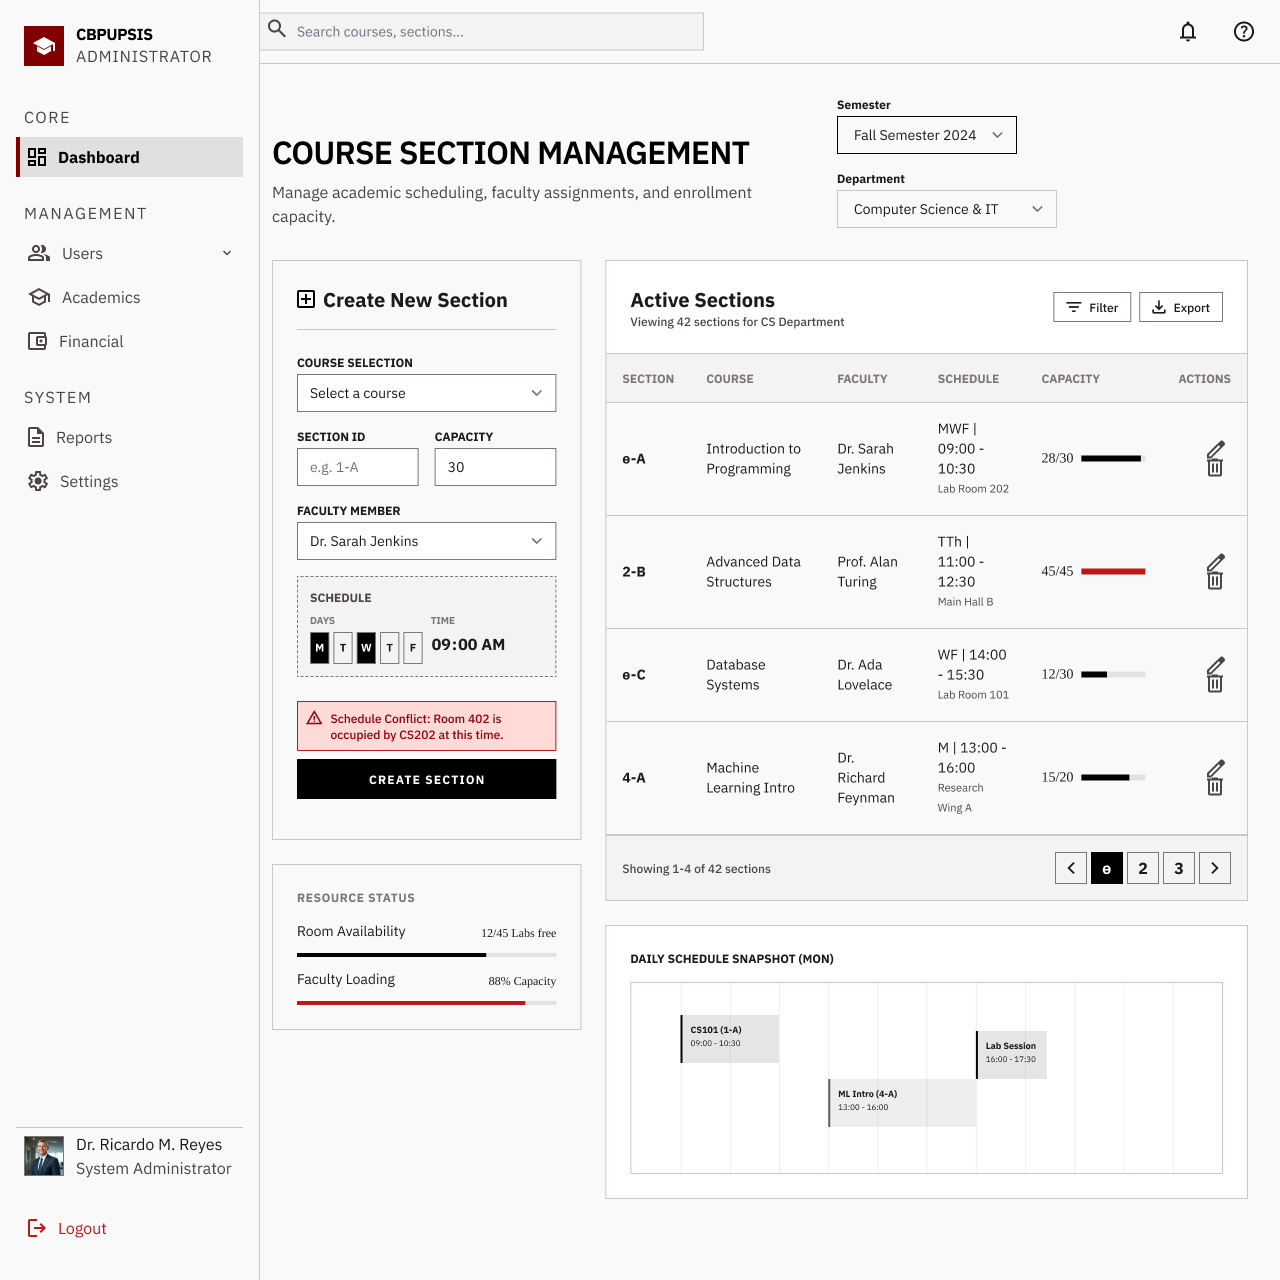 CBPUPSIS
ADMINISTRATOR
CORE
Dashboard
MANAGEMENT
Users
Academics
Financial
SYSTEM
Reports
Settings
Dr. Ricardo M. Reyes
System Administrator
Logout
Search courses, sections...
COURSE SECTION MANAGEMENT
Manage academic scheduling, faculty assignments, and enrollment
capacity.
Semester
Fall Semester 2024
Department
Computer Science & IT
Create New Section
COURSE SELECTION
Select a course
SECTION ID
CAPACITY
e.g. 1-A
30
FACULTY MEMBER
Dr. Sarah Jenkins
SCHEDULE
DAYS
TIME
M T W T F
09:00 AM
Schedule Conflict: Room 402 is
occupied by CS202 at this time.
CREATE SECTION
RESOURCE STATUS
Room Availability
12/45 Labs free
Faculty Loading
88% Capacity
Active Sections
Viewing 42 sections for CS Department
Filter
Export
SECTION COURSE FACULTY SCHEDULE CAPACITY ACTIONS
ɵ-A
Introduction to
Programming
Dr. Sarah
Jenkins
MWF |
09:00 -
10:30
Lab Room 202
28/30
2-B
Advanced Data
Structures
Prof. Alan
Turing
TTh |
11:00 -
12:30
Main Hall B
45/45
ɵ-C
Database
Systems
Dr. Ada
Lovelace
WF | 14:00
- 15:30
Lab Room 101
12/30
4-A
Machine
Learning Intro
Dr.
Richard
Feynman
M | 13:00 -
16:00
Research
Wing A
15/20
Showing 1-4 of 42 sections
ɵ 2 3
DAILY SCHEDULE SNAPSHOT (MON)
CS101 (1-A)
09:00 - 10:30
Lab Session
16:00 - 17:30
ML Intro (4-A)
13:00 - 16:00